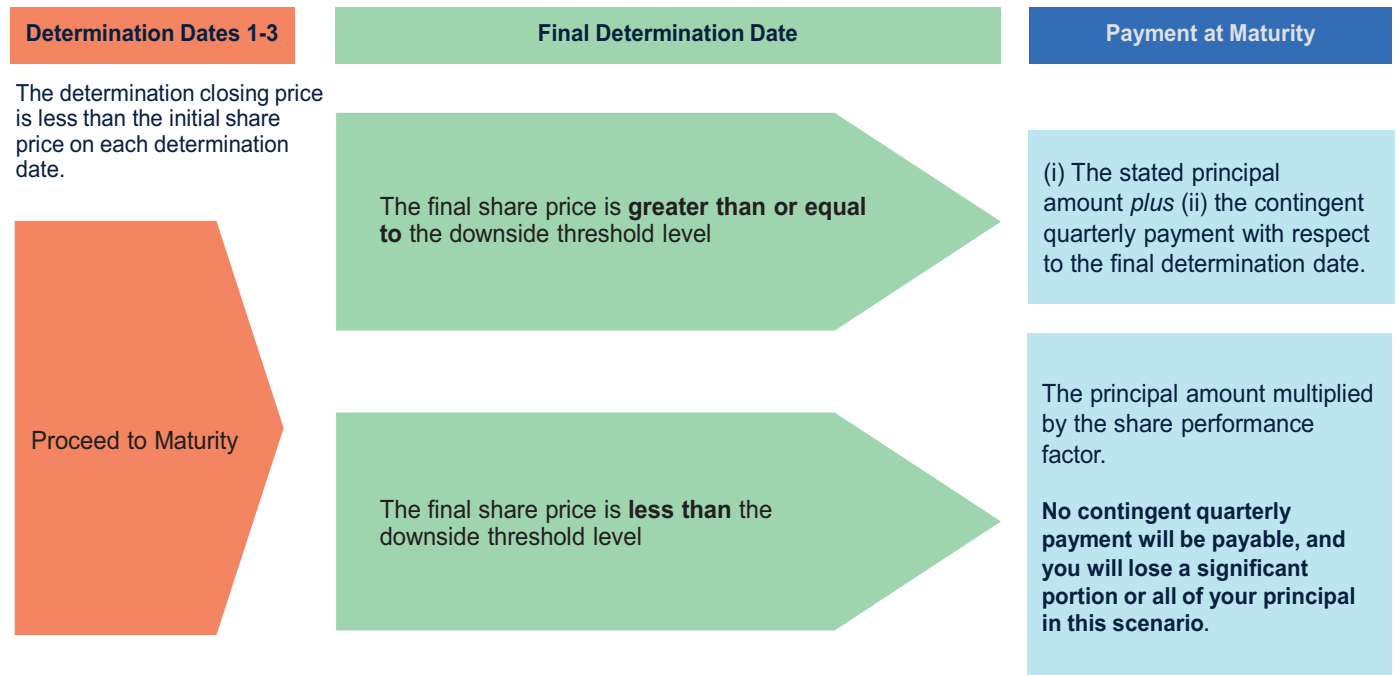 Determination Dates 1-3
Final Determination Date
Payment at Maturity
The determination closing price
is less than the initial share
price on each determination
date.
Proceed to Maturity
The final share price is greater than or equal
to the downside threshold level
(i) The stated principal
amount plus (ii) the contingent
quarterly payment with respect
to the final determination date.
The final share price is less than the
downside threshold level
The principal amount multiplied
by the share performance
factor.
No contingent quarterly
payment will be payable, and
you will lose a significant
portion or all of your principal
in this scenario.